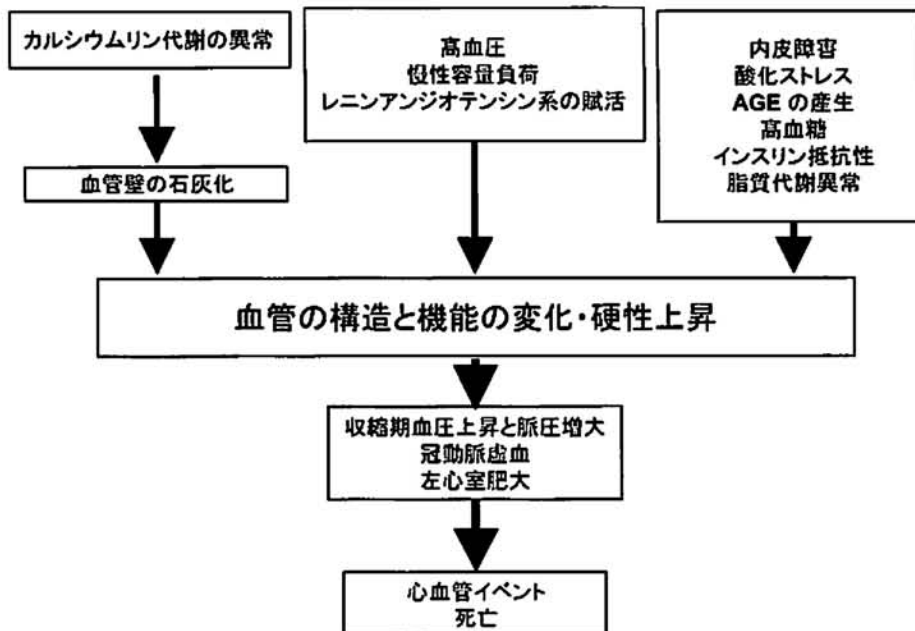 カルシウムリン代謝の異常
血管壁の石灰化
高血圧
慢性容量負荷
レニンアンジオテンシン系の賦活
内皮障害
酸化ストレス
AGE の産生
高血糖
インスリン抵抗性
脂質代謝異常
血管の構造と機能の変化・硬性上昇
収縮期血圧上昇と脈圧増大
冠動脈虚血
左心室肥大
心血管イベント
死亡